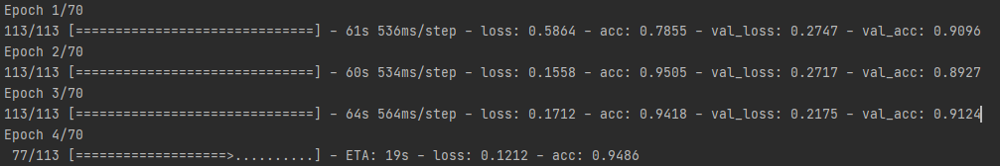 Epoch 1/70
113/113 [==============================] - 61s 536ms/step - loss: 0.5864 - acc: 0.7855 - val_loss: 0.2747 - val_acc: 0.9096
Epoch 2/70
113/113 [==============================] - 60s 534ms/step - loss: 0.1558 - acc: 0.9505 - val_loss: 0.2717 - val_acc: 0.8927
Epoch 3/70
113/113 [==============================] - 64s 564ms/step - loss: 0.1712 - acc: 0.9418 - val_loss: 0.2175 - val_acc: 0.9124
Epoch 4/70
 77/113 [===================>..........] - ETA: 19s - loss: 0.1212 - acc: 0.9486